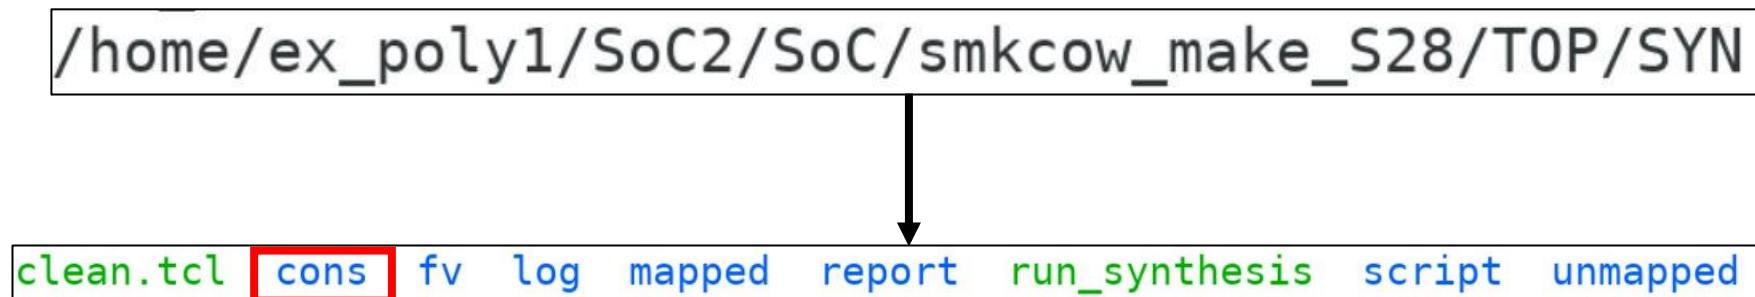 /home/ex_poly1/SoC2/SoC/smkcow_make_S28/TOP/SYN
clean.tcl cons fv log mapped report run_synthesis script unmapped